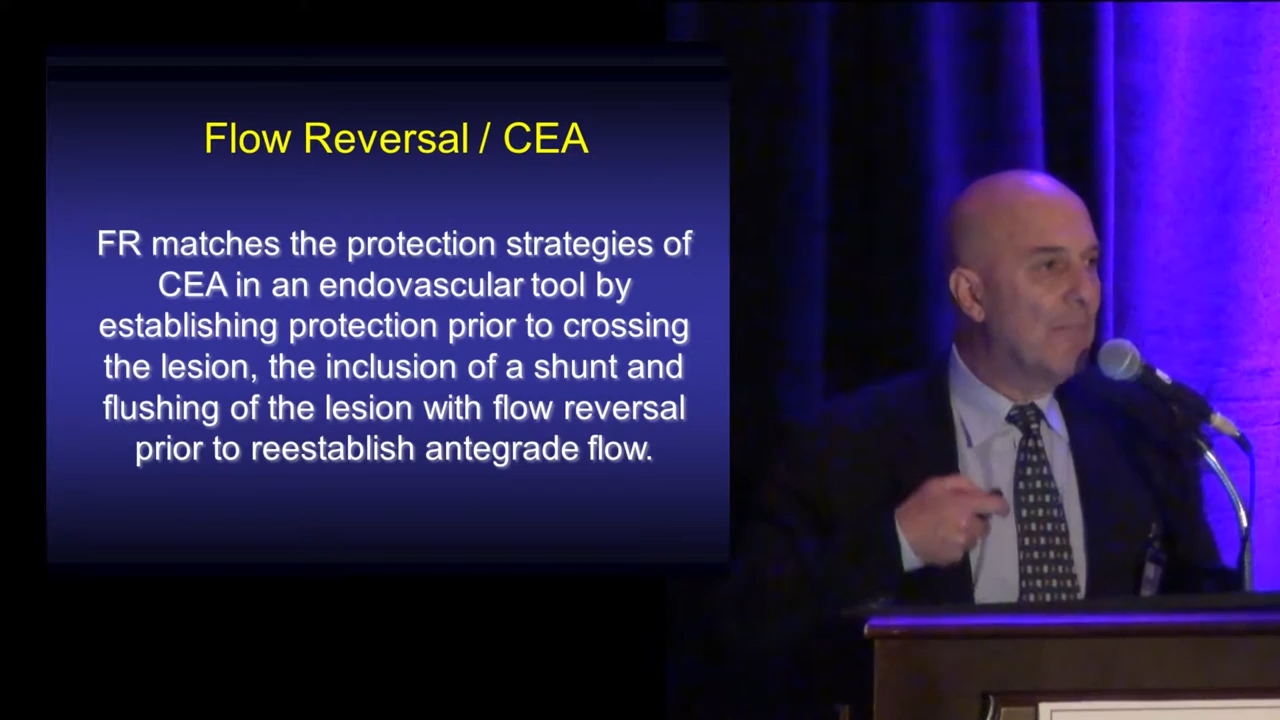 Flow Reversal / CEA
FR matches the protection strategies of
CEA in an endovascular tool by
establishing protection prior to crossing
the lesion, the inclusion of a shunt and
flushing of the lesion with flow reversal
prior to reestablish antegrade flow.